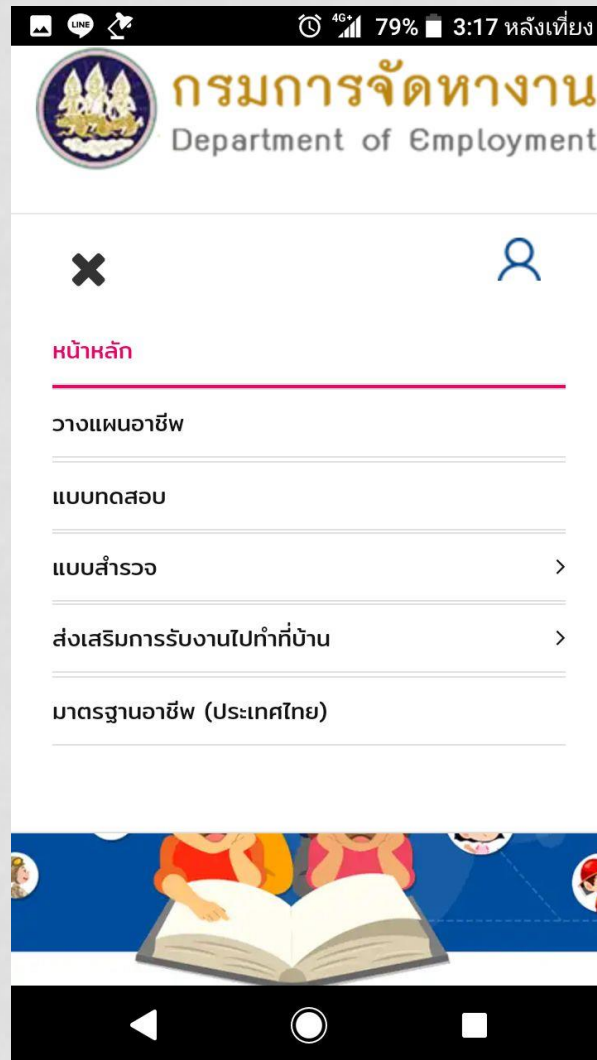 LINE 4G+ 79% 3:17 หลังเที่ยง
กรมการจัดหางาน
Department of Employment
หน้าหลัก
วางแผนอาชีพ
แบบทดสอบ
แบบสำรวจ
ส่งเสริมการรับงานไปทำที่บ้าน
มาตรฐานอาชีพ (ประเทศไทย)